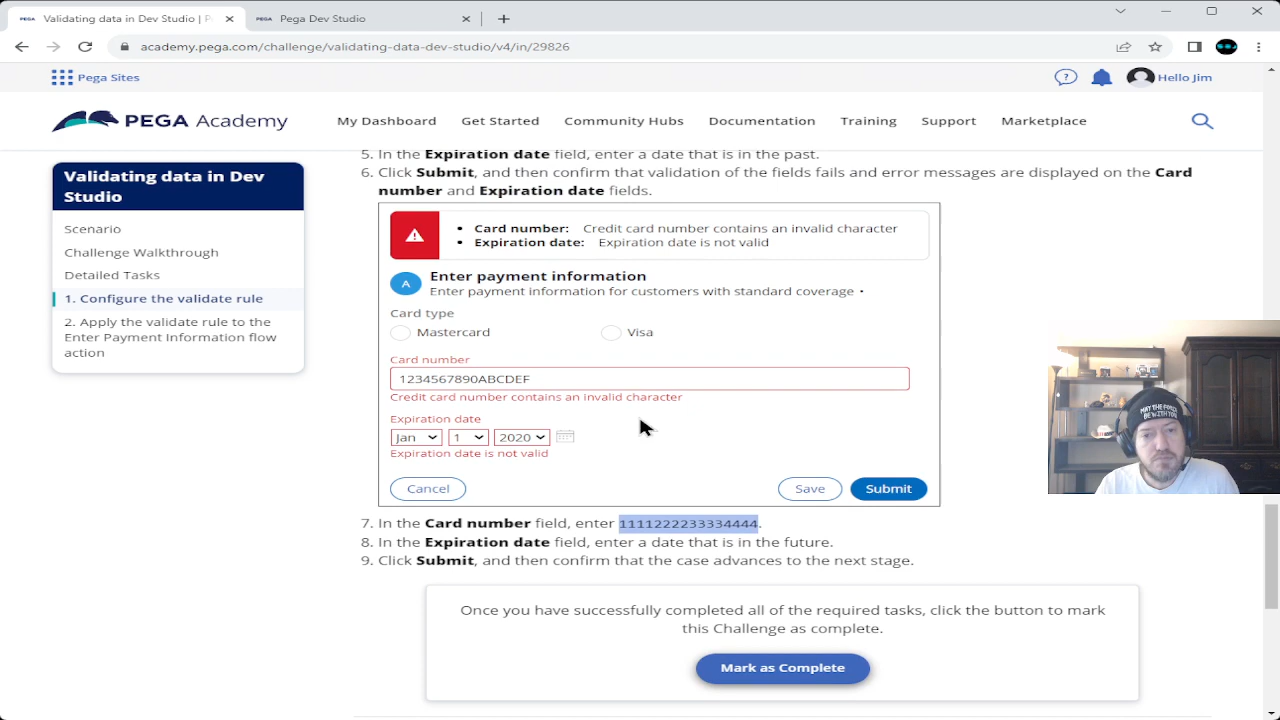 PEGA Validating data in Dev Studio | P
PEGA Pega Dev Studio
academy.pega.com/challenge/validating-data-dev-studio/v4/in/29826
Pega Sites
Hello Jim
PEGA Academy
My Dashboard
Get Started
Community Hubs
Documentation
Training
Support
Marketplace
Validating data in Dev
Studio
Scenario
Challenge Walkthrough
Detailed Tasks
1. Configure the validate rule
2. Apply the validate rule to the
Enter Payment Information flow
action
5. In the Expiration date field, enter a date that is in the past.
6. Click Submit, and then confirm that validation of the fields fails and error messages are displayed on the Card
number and Expiration date fields.
• Card number: Credit card number contains an invalid character
• Expiration date: Expiration date is not valid
A
Enter payment information
Enter payment information for customers with standard coverage •
Card type
Mastercard
Visa
Card number
1234567890ABCDEF
Credit card number contains an invalid character
Expiration date
Jan 1 2020
Expiration date is not valid
Cancel
Save
Submit
7. In the Card number field, enter 1111222233334444.
8. In the Expiration date field, enter a date that is in the future.
9. Click Submit, and then confirm that the case advances to the next stage.
Once you have successfully completed all of the required tasks, click the button to mark
this Challenge as complete.
Mark as Complete
MAY THE FORCE
BE WITH YOU